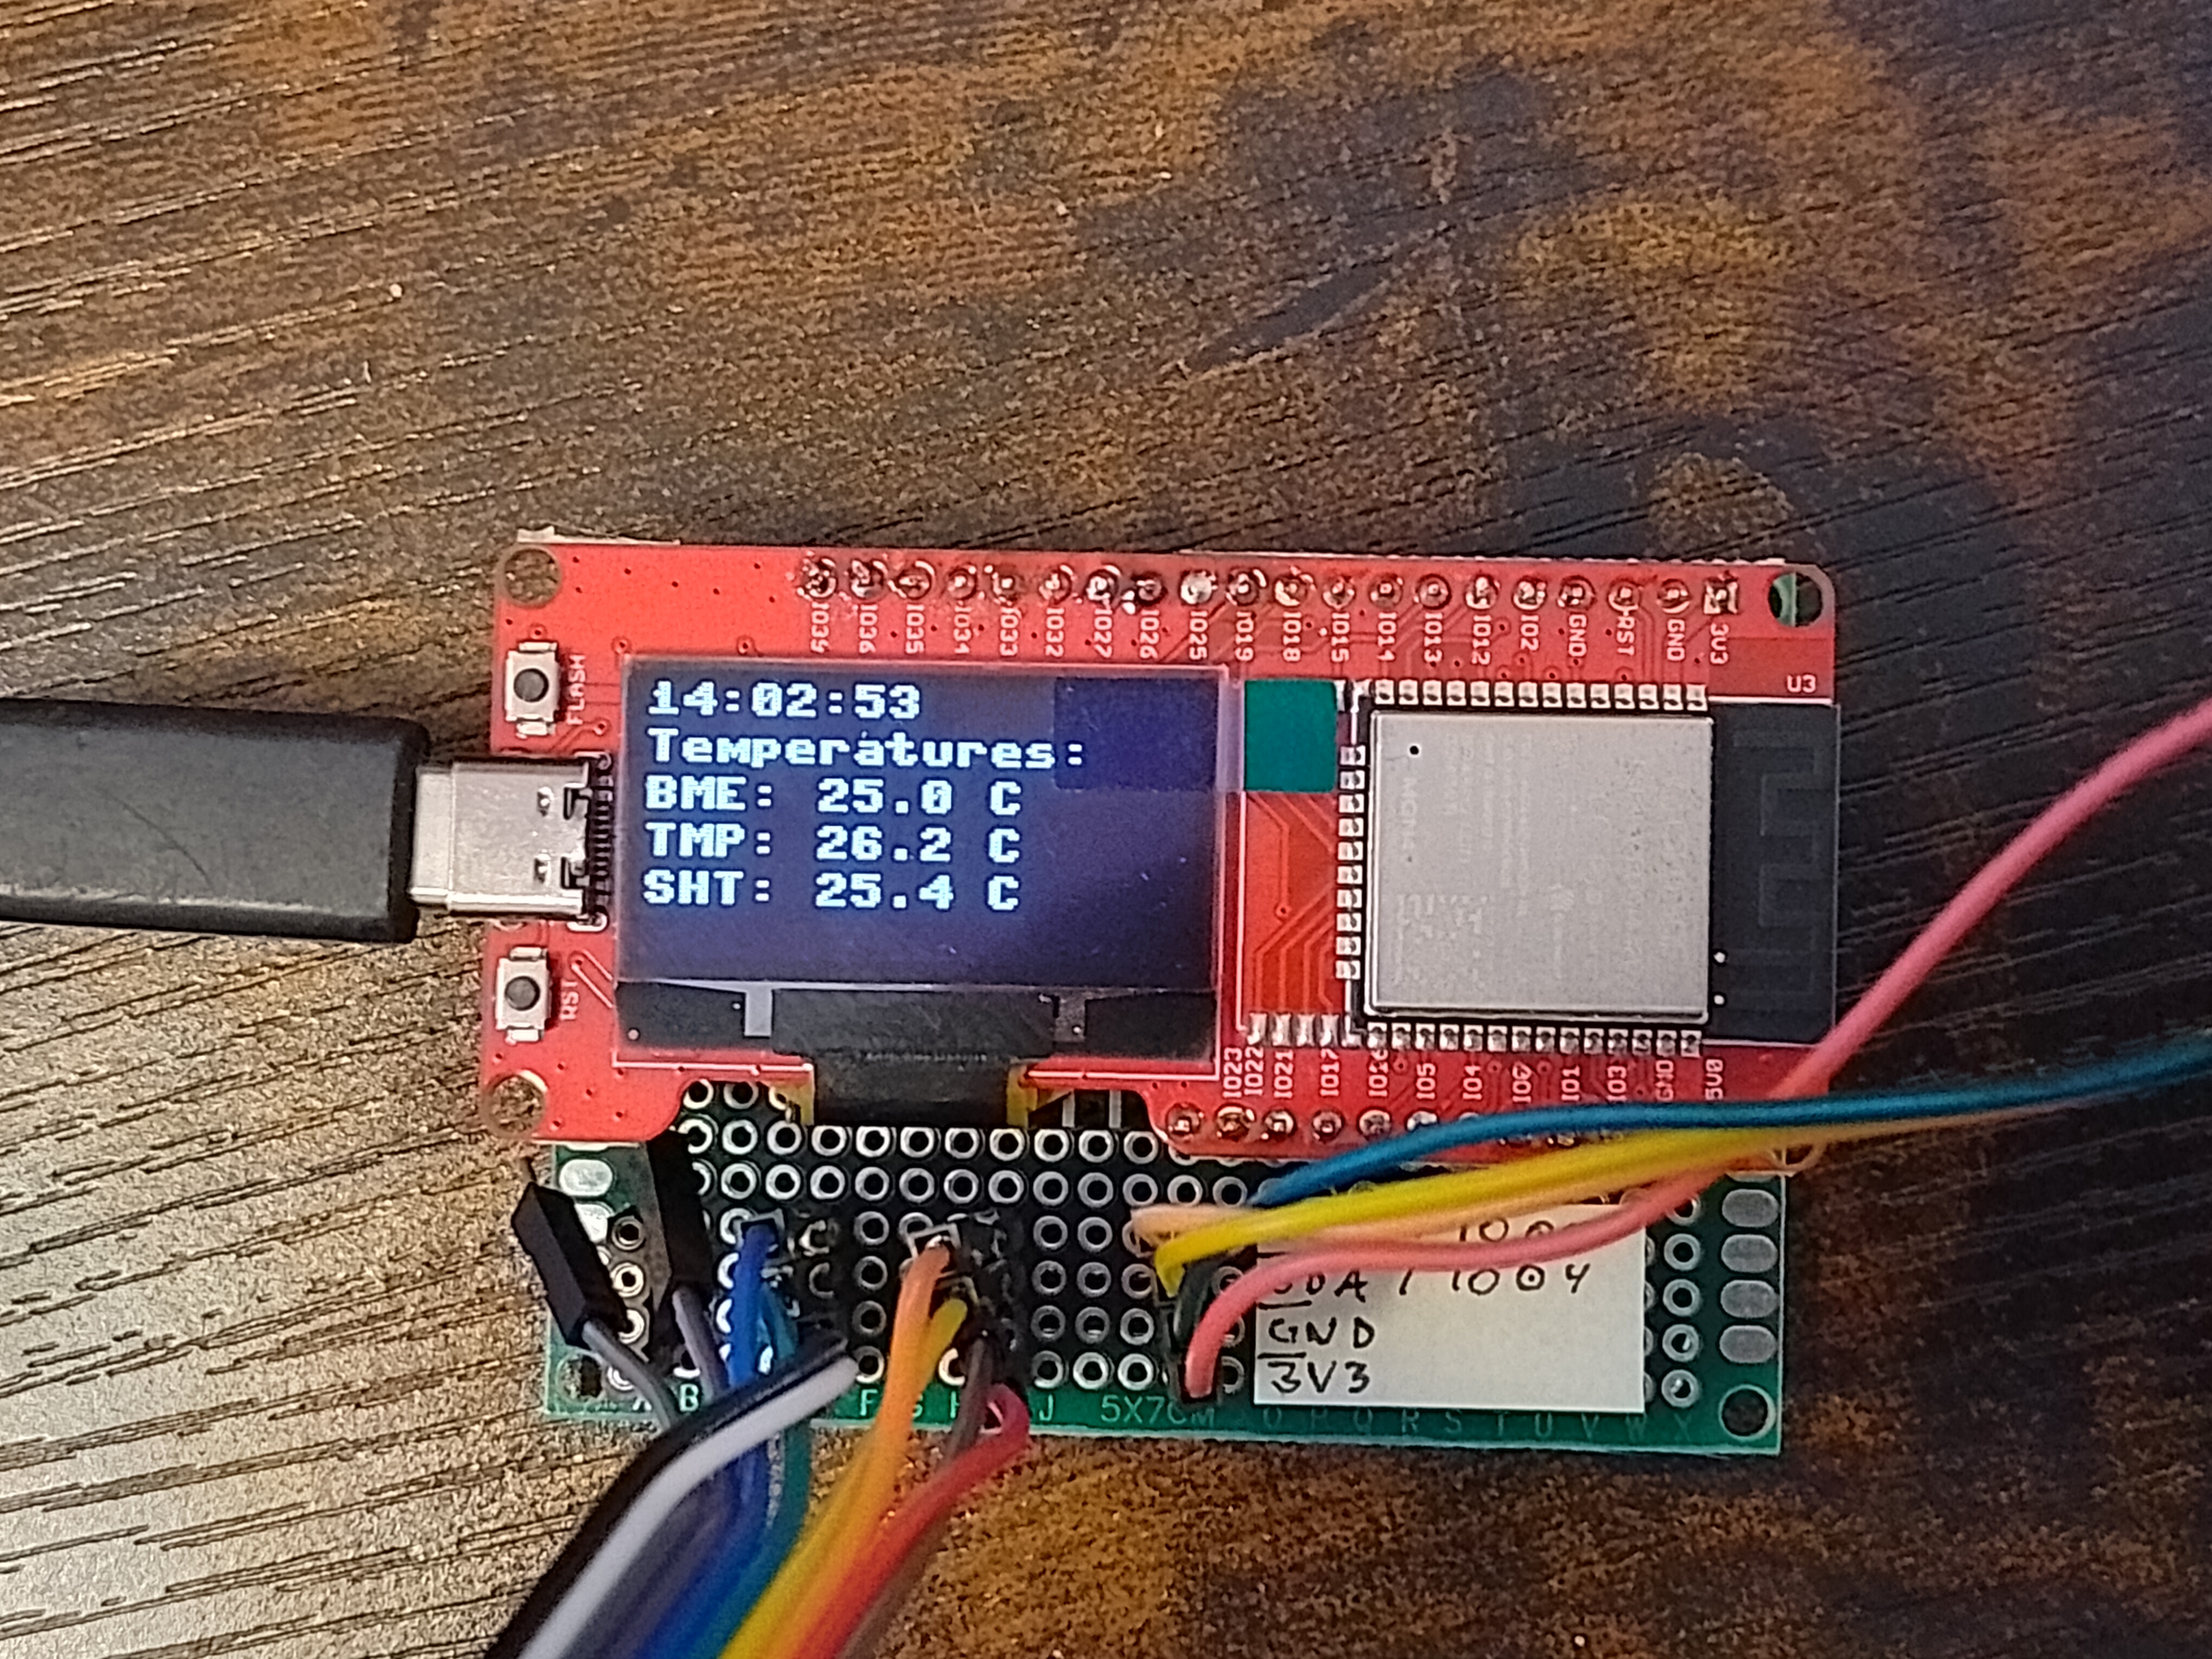 IO39 IO36 IO35 IO34 IO33 IO32 IO27 IO26 IO25 IO19 IO18 IO15 IO14 IO13 IO12 IO2 GND RST GND 3V3
U3
FLASH
14:02:53
Temperatures:
BME: 25.0 C
TMP: 26.2 C
SHT: 25.4 C
RST
IO23 IO22 IO21 IO17 IO16 IO5 IO4 IO0 IO1 IO3 GND 5V0
SDA / IO04
GND
3V3
B F G H J 5X7CM O P Q R S T U V W X